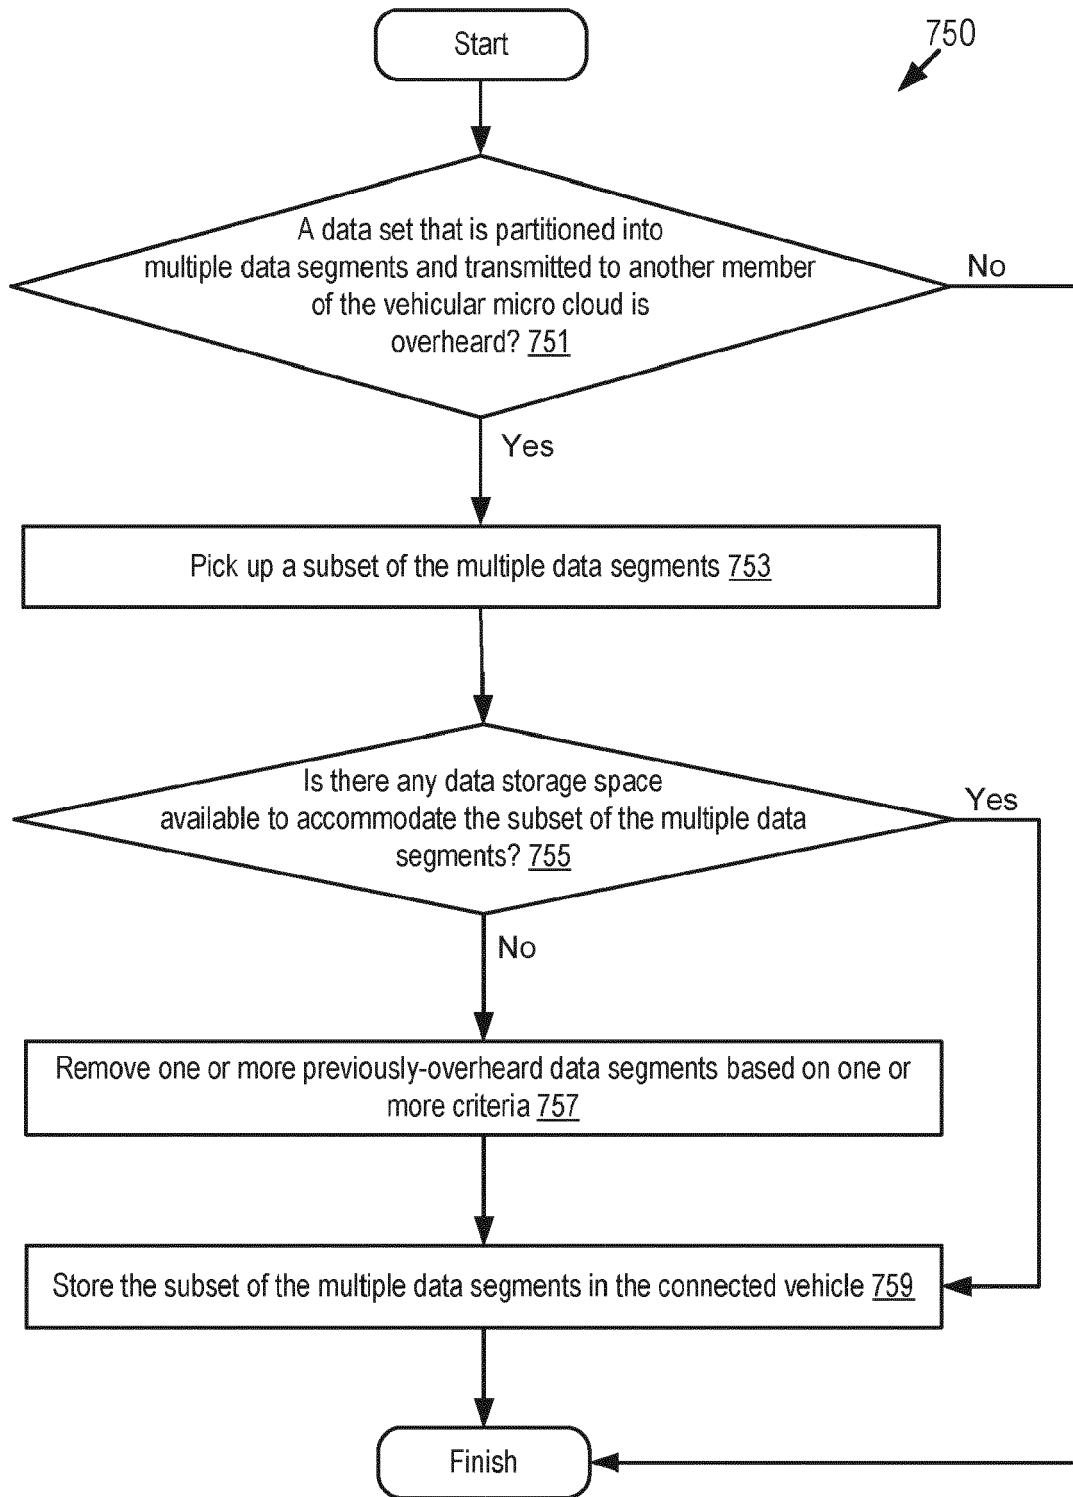 Start
750
A data set that is partitioned into
multiple data segments and transmitted to another member
of the vehicular micro cloud is
overheard? 751
No
Yes
Pick up a subset of the multiple data segments 753
Is there any data storage space
available to accommodate the subset of the multiple data
segments? 755
Yes
No
Remove one or more previously-overheard data segments based on one or
more criteria 757
Store the subset of the multiple data segments in the connected vehicle 759
Finish